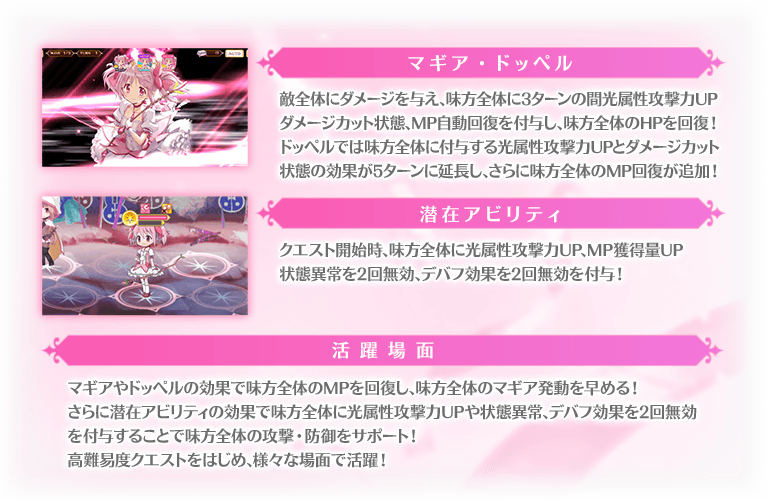 マギア・ドッペル
敵全体にダメージを与え、味方全体に3ターンの間光属性攻撃力UP
ダメージカット状態、MP自動回復を付与し、味方全体のHPを回復！
ドッペルでは味方全体に付与する光属性攻撃力UPとダメージカット
状態の効果が5ターンに延長し、さらに味方全体のMP回復が追加！
潜在アビリティ
クエスト開始時、味方全体に光属性攻撃力UP、MP獲得量UP
状態異常を2回無効、デバフ効果を2回無効を付与！
活躍場面
マギアやドッペルの効果で味方全体のMPを回復し、味方全体のマギア発動を早める！
さらに潜在アビリティの効果で味方全体に光属性攻撃力UPや状態異常、デバフ効果を2回無効
を付与することで味方全体の攻撃・防御をサポート！
高難易度クエストをはじめ、様々な場面で活躍！